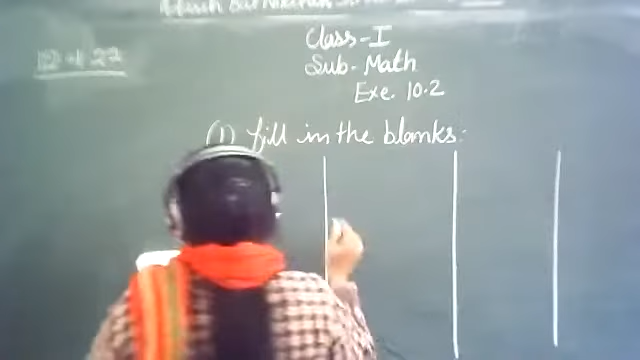 Class-I
Sub-Math
Exe. 10.2
(1) fill in the blanks: